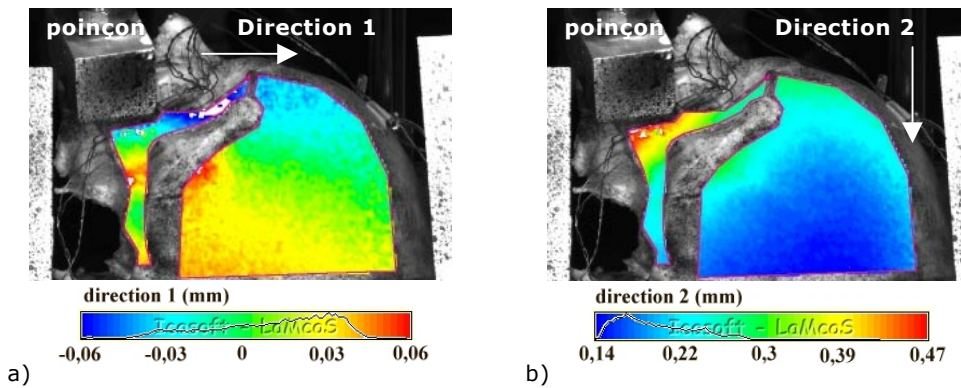 poinçon Direction 1
direction 1 (mm)
Icasoft - LaMcoS
-0,06 -0,03 0 0,03 0,06
a)
poinçon Direction 2
direction 2 (mm)
Icasoft - LaMcoS
0,14 0,22 0,3 0,39 0,47
b)